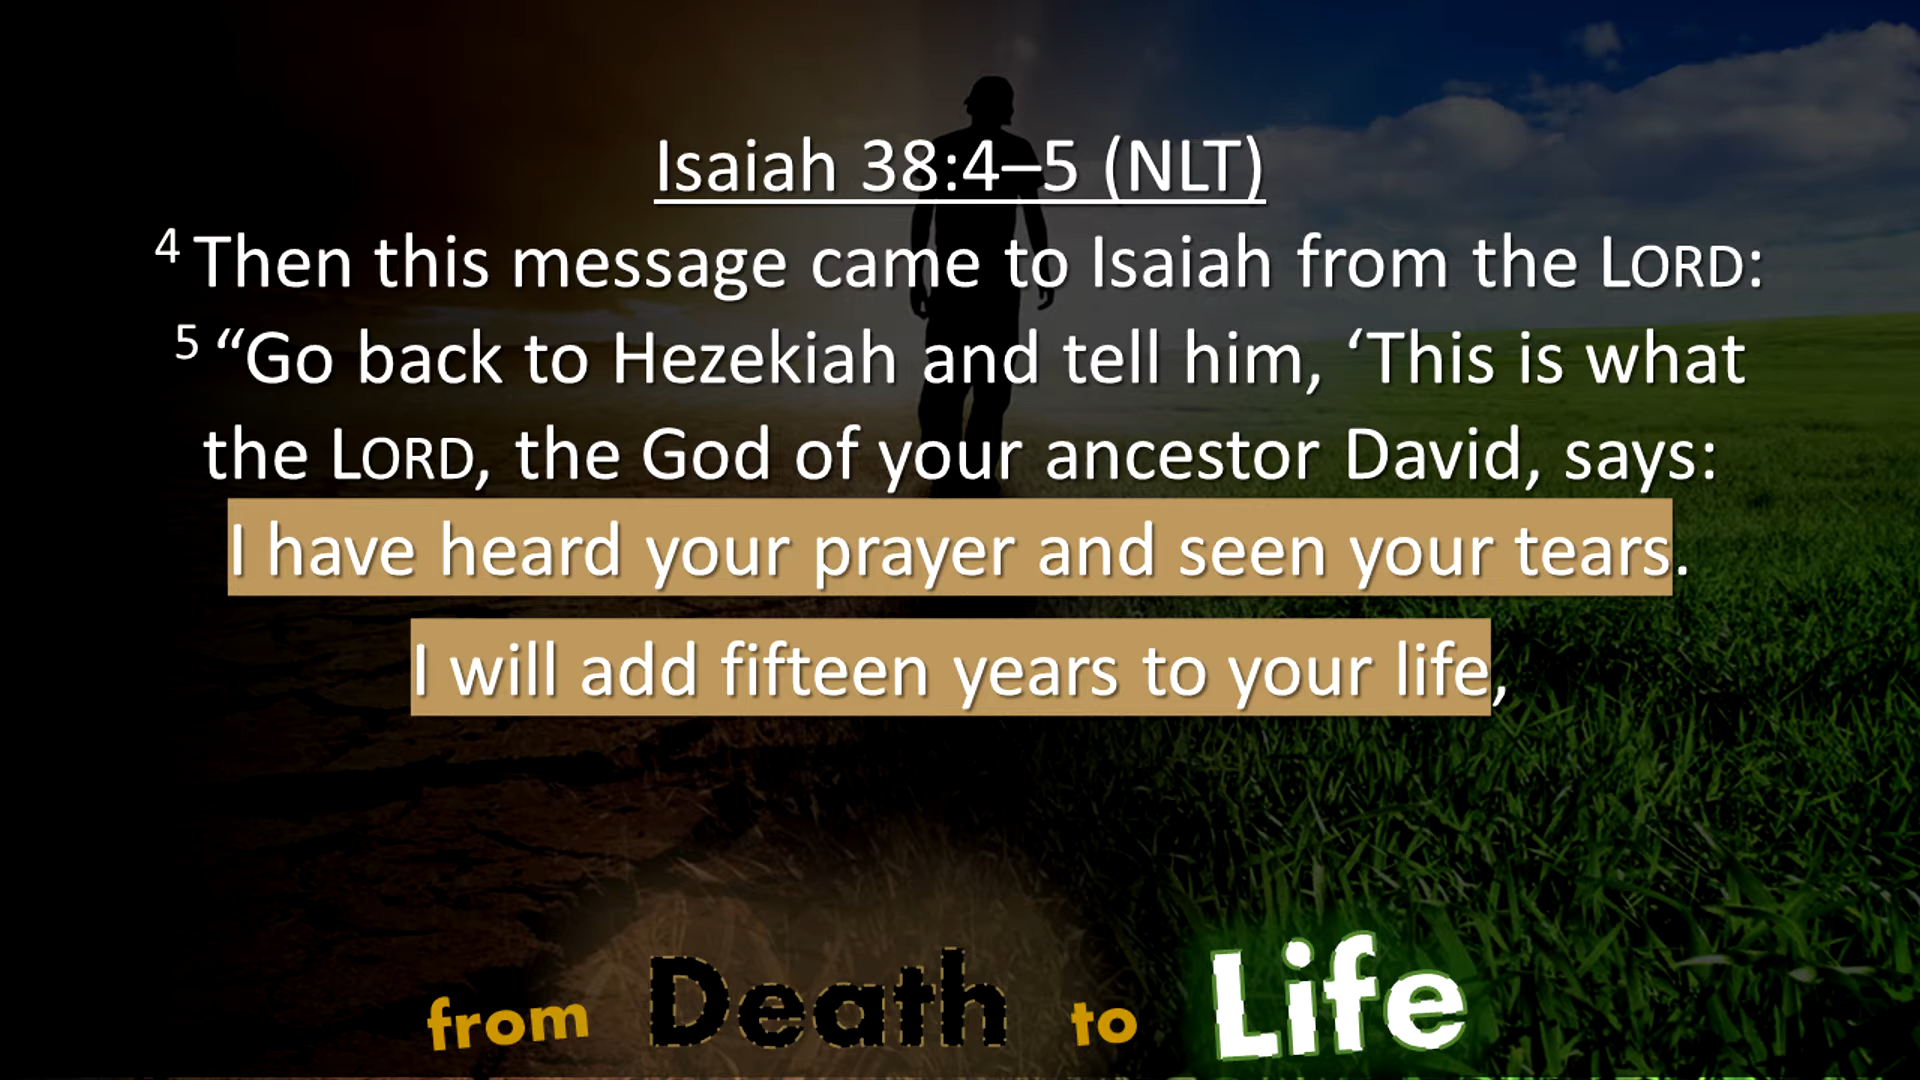 Isaiah 38:4–5 (NLT)
4 Then this message came to Isaiah from the LORD:
5 “Go back to Hezekiah and tell him, ‘This is what
the LORD, the God of your ancestor David, says:
I have heard your prayer and seen your tears.
I will add fifteen years to your life,
from Death to Life